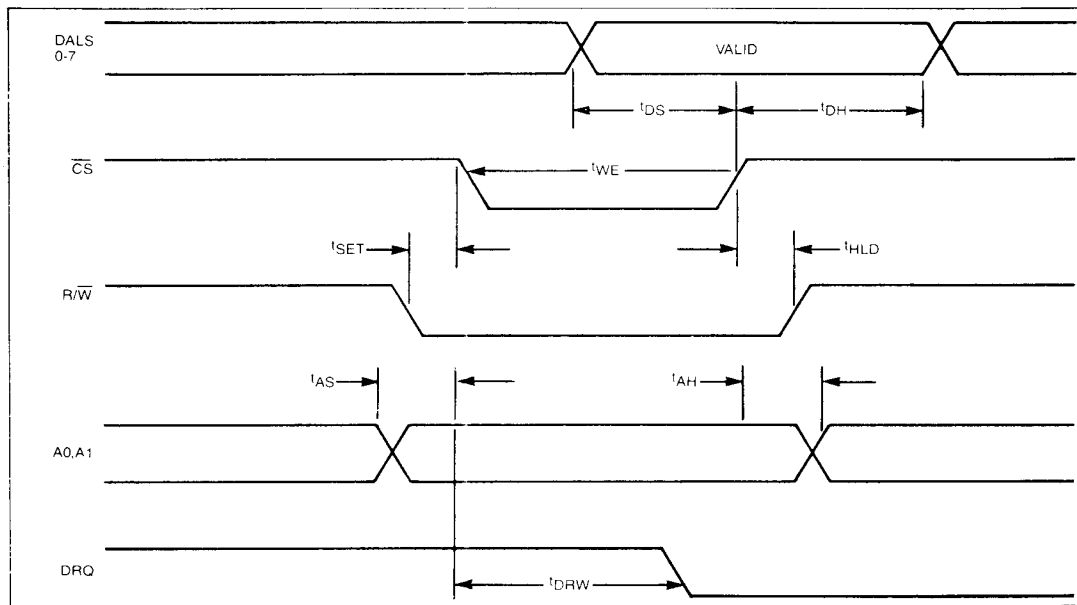 DALS
0-7
VALID
tDS
tDH
CS
tWE
tSET
tHLD
R/W
tAS
tAH
A0,A1
DRQ
tDRW